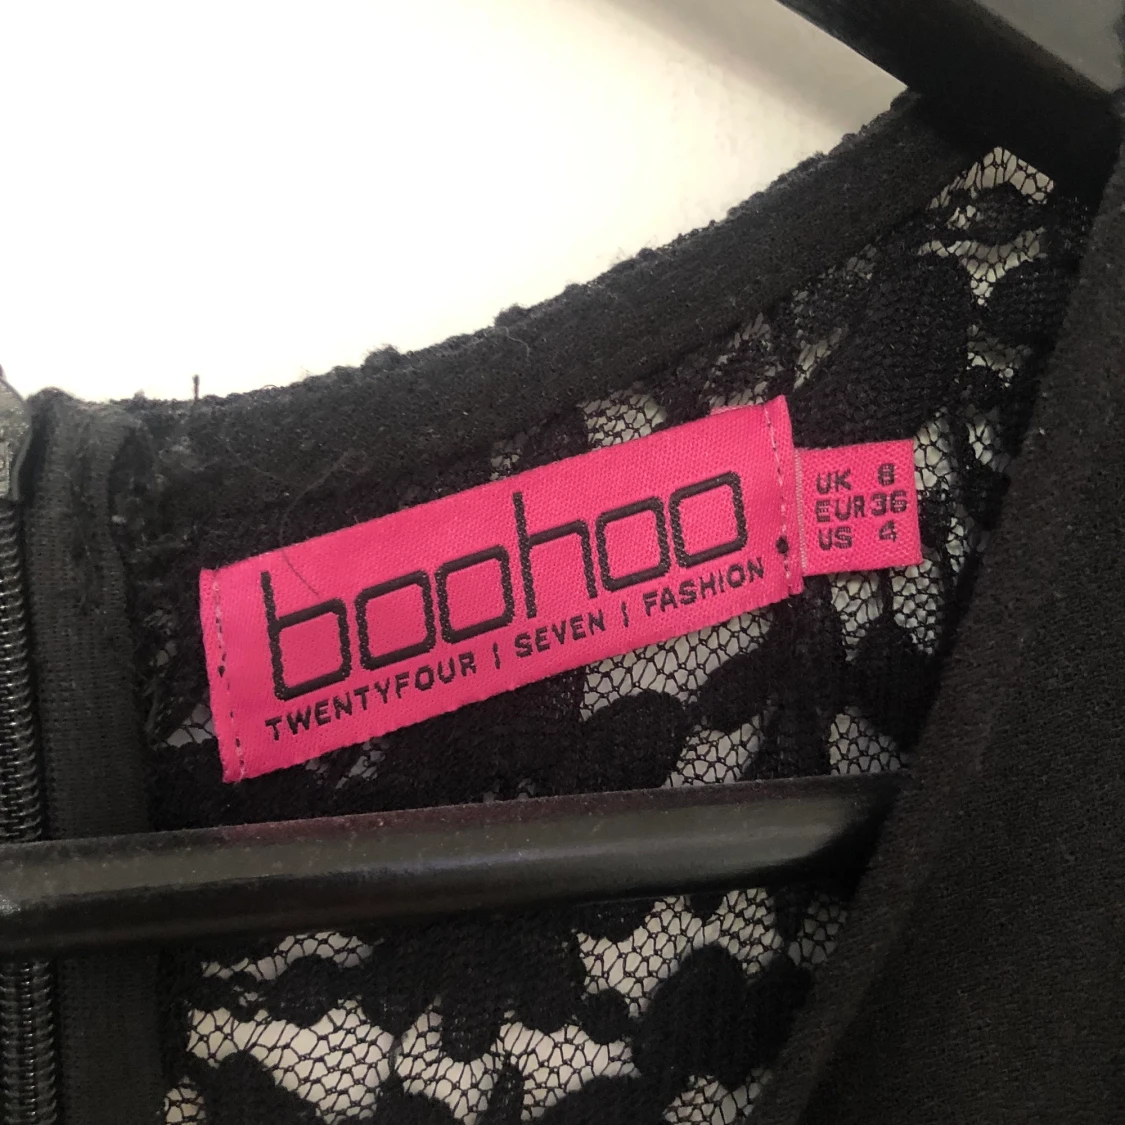 boohoo
TWENTYFOUR | SEVEN | FASHION
UK 8
EUR 36
US 4